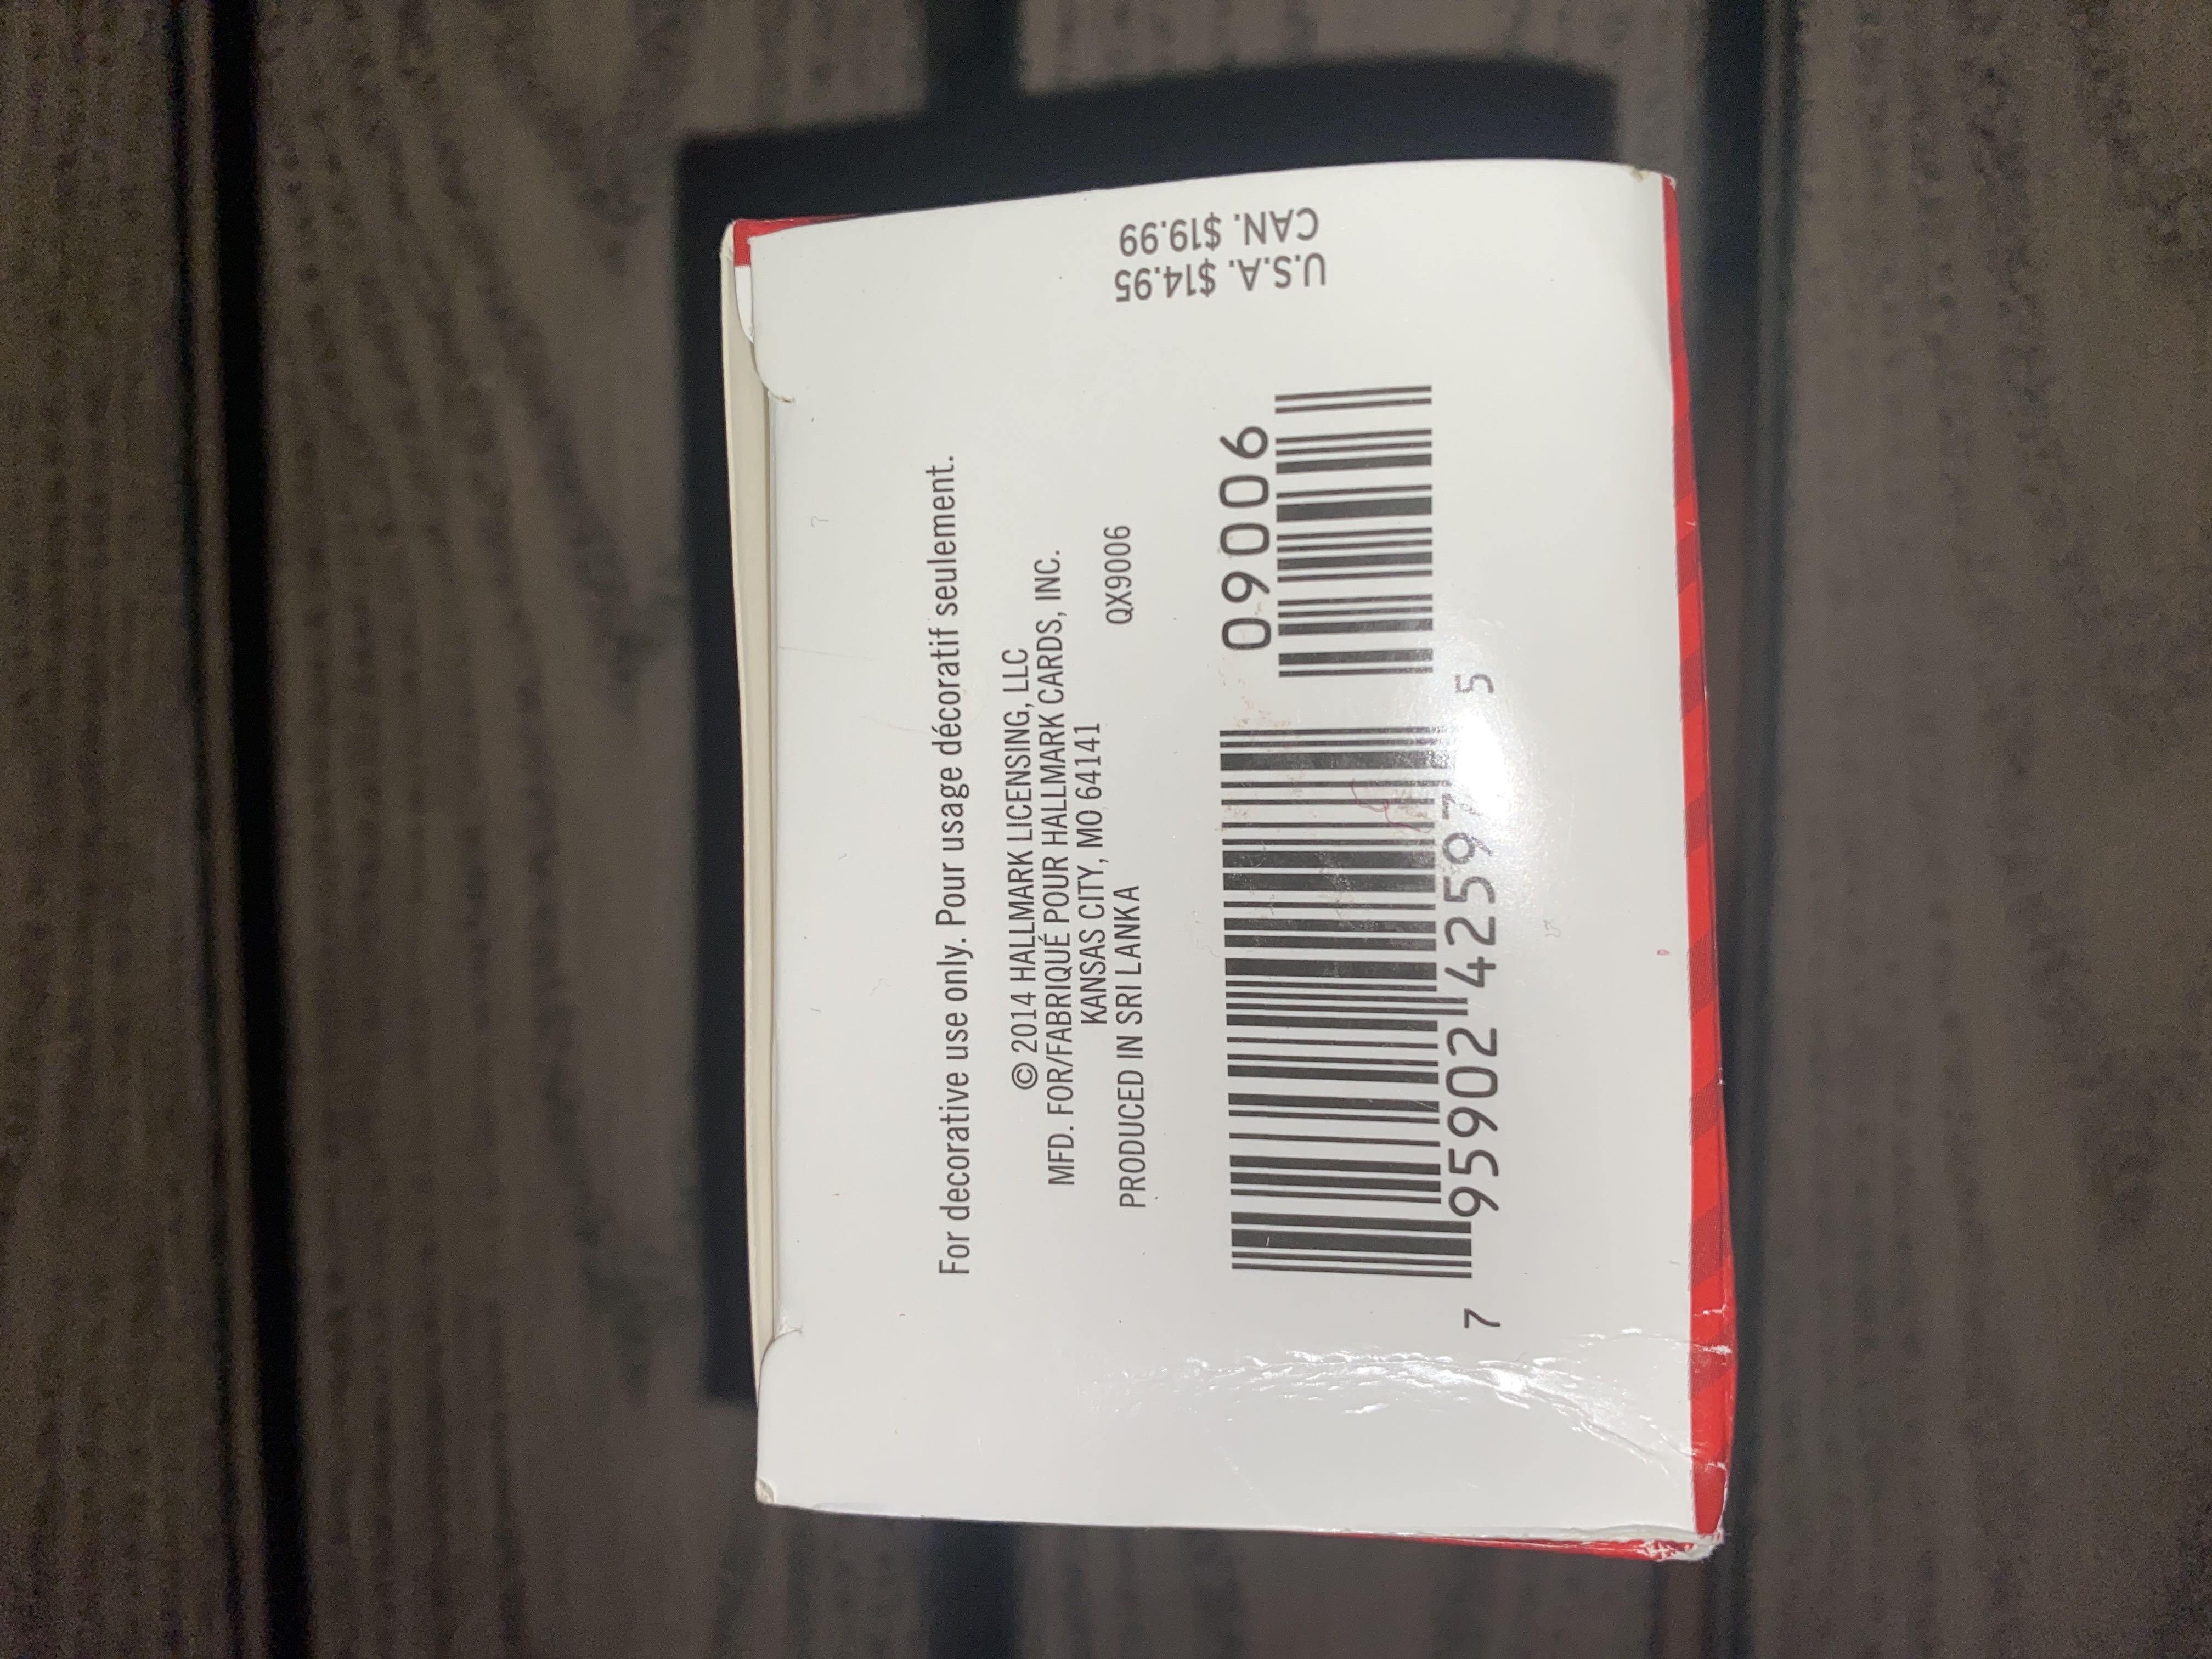 For decorative use only. Pour usage décoratif seulement.
© 2014 HALLMARK LICENSING, LLC
MFD. FOR/FABRIQUÉ POUR HALLMARK CARDS, INC.
KANSAS CITY, MO 64141
PRODUCED IN SRI LANKA QX9006
09006
7 95902 42597 5
U.S.A. $14.95
CAN. $19.99